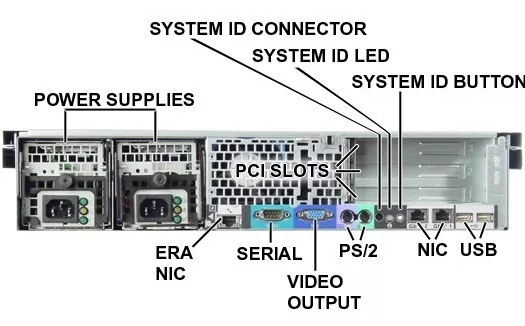 SYSTEM ID CONNECTOR
SYSTEM ID LED
SYSTEM ID BUTTON
POWER SUPPLIES
PCI SLOTS
ERA
NIC
SERIAL
VIDEO
OUTPUT
PS/2
NIC
USB